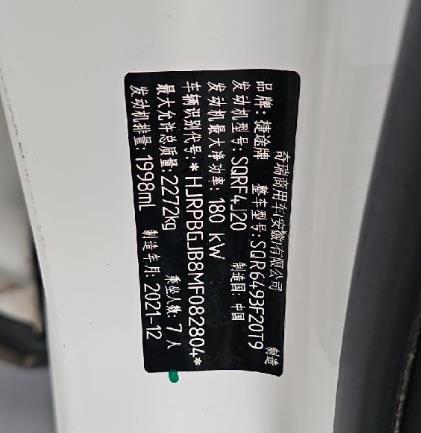 奇瑞商用车(安徽)有限公司 制造
品牌: 捷途牌 整车型号: SQR6493F20T9
发动机型号: SQRF4J20 制造国: 中国
发动机最大净功率: 180 kW
车辆识别代号: *HJRPBGJB8MF082804*
最大允许总质量: 2272kg 乘坐人数: 7人
发动机排量: 1998mL 制造年月: 2021-12